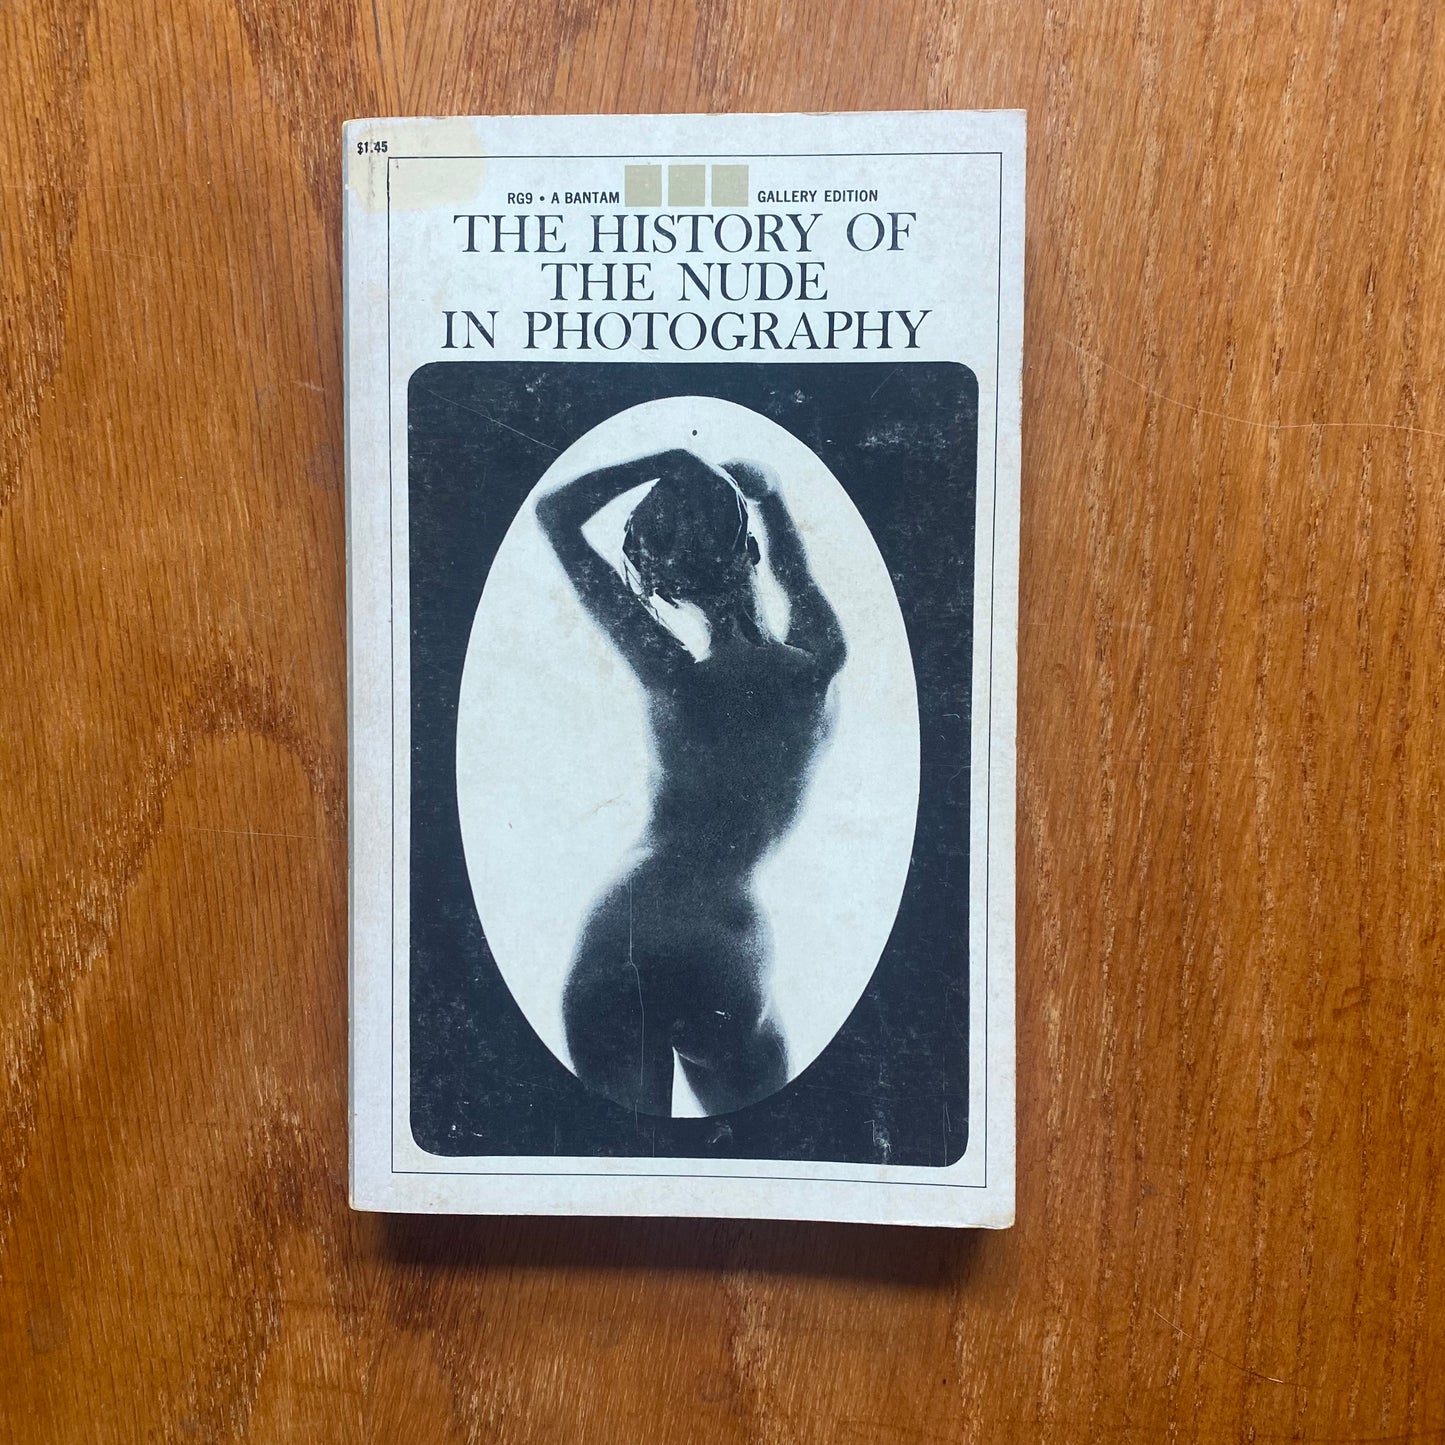 $1.45
RG9 • A BANTAM GALLERY EDITION
THE HISTORY OF
THE NUDE
IN PHOTOGRAPHY